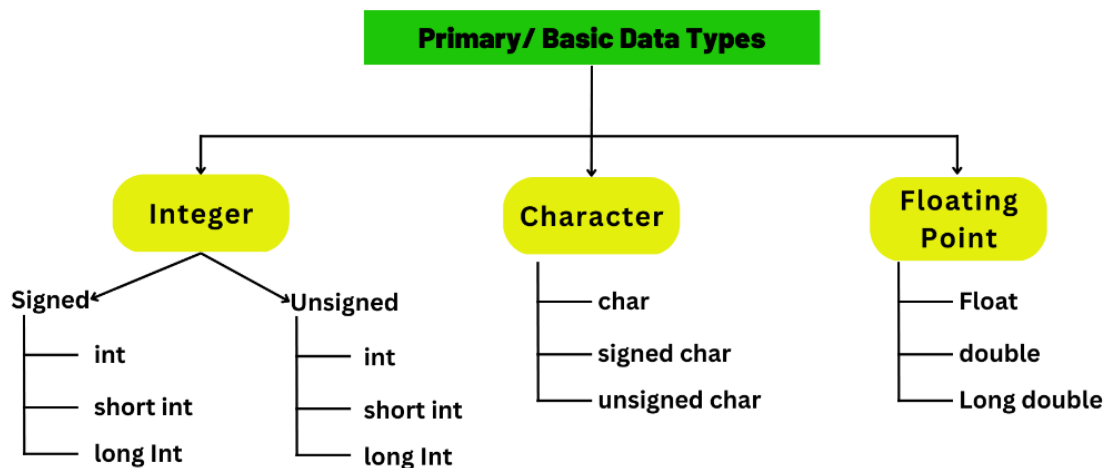 Primary/ Basic Data Types
Integer
Character
Floating
Point
Signed
Unsigned
int
short int
long Int
int
short int
long Int
char
signed char
unsigned char
Float
double
Long double